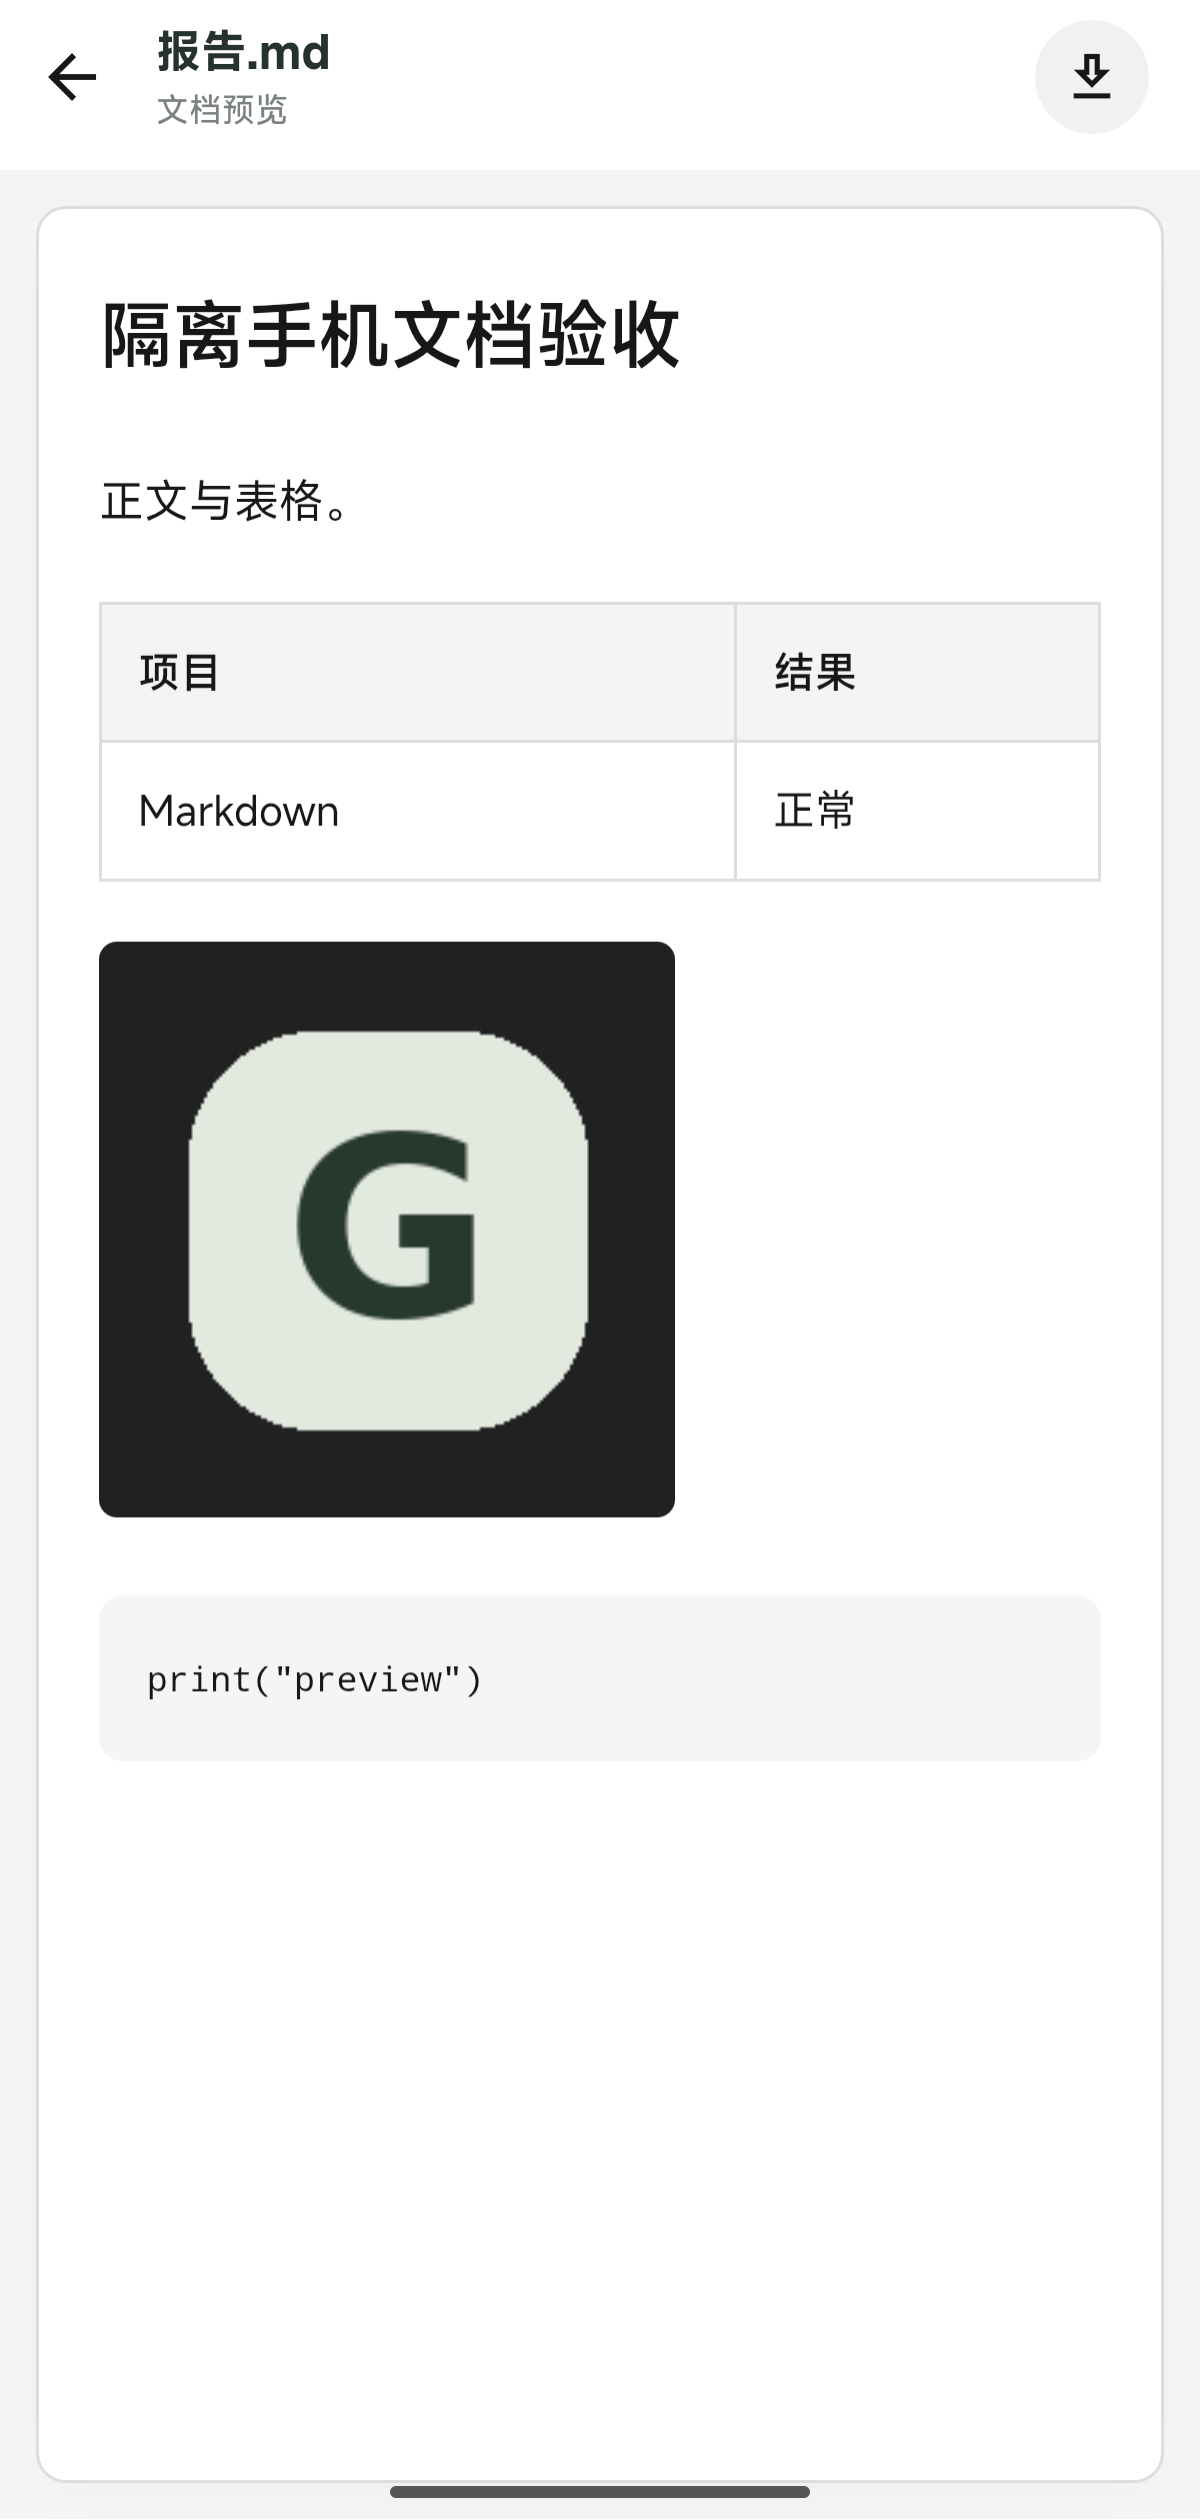 报告.md
文档预览
隔离手机文档验收
正文与表格。
项目 结果
Markdown 正常
G
print("preview")